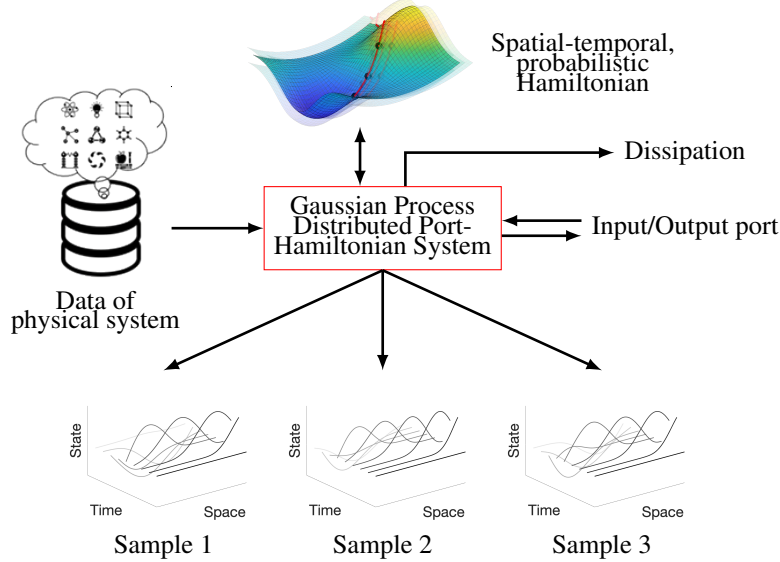 Spatial-temporal,
probabilistic
Hamiltonian
Dissipation
Gaussian Process
Distributed Port-
Hamiltonian System
Input/Output port
Data of
physical system
State
Time
Space
Sample 1
State
Time
Space
Sample 2
State
Time
Space
Sample 3